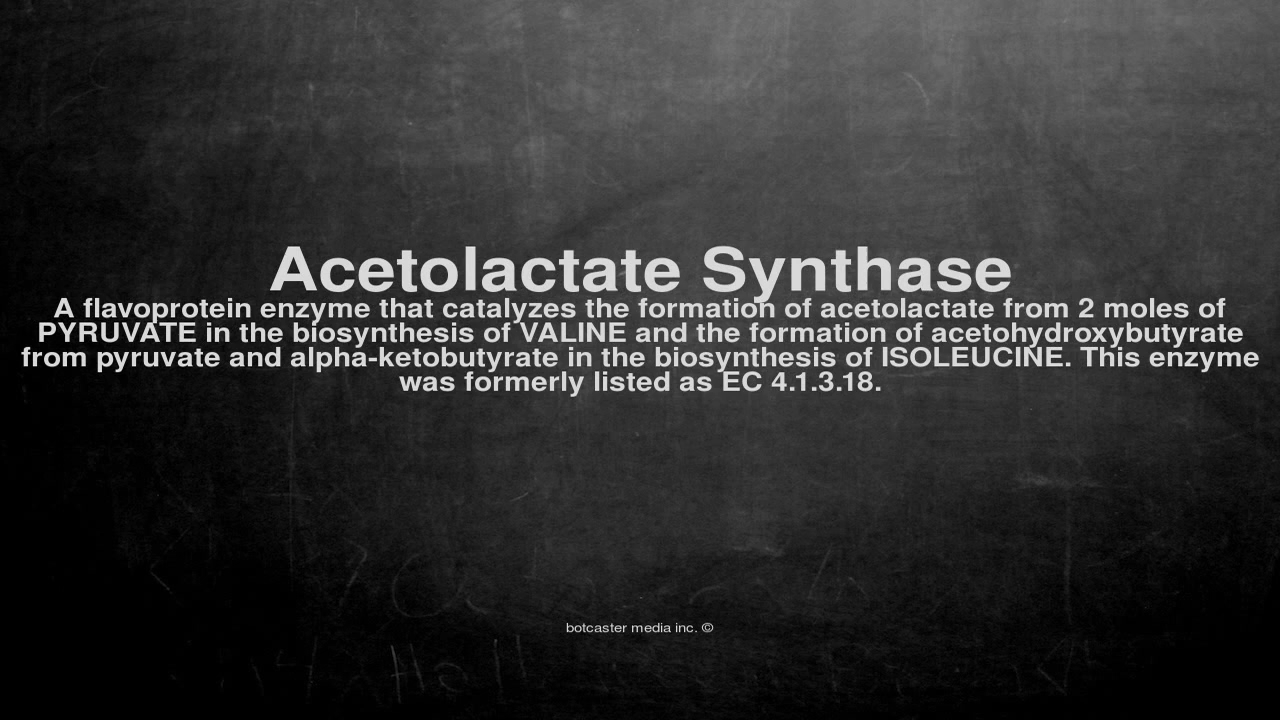 Acetolactate Synthase
A flavoprotein enzyme that catalyzes the formation of acetolactate from 2 moles of
PYRUVATE in the biosynthesis of VALINE and the formation of acetohydroxybutyrate
from pyruvate and alpha-ketobutyrate in the biosynthesis of ISOLEUCINE. This enzyme
was formerly listed as EC 4.1.3.18.
botcaster media inc. ©